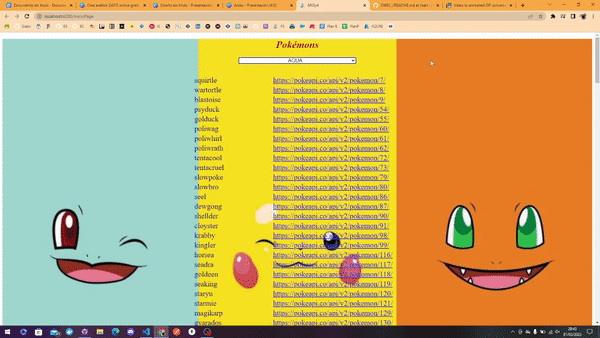 Pokémons
AGUA
squirtle https://pokeapi.co/api/v2/pokemon/7/
wartortle https://pokeapi.co/api/v2/pokemon/8/
blastoise https://pokeapi.co/api/v2/pokemon/9/
psyduck https://pokeapi.co/api/v2/pokemon/54/
golduck https://pokeapi.co/api/v2/pokemon/55/
poliwag https://pokeapi.co/api/v2/pokemon/60/
poliwhirl https://pokeapi.co/api/v2/pokemon/61/
poliwrath https://pokeapi.co/api/v2/pokemon/62/
tentacool https://pokeapi.co/api/v2/pokemon/72/
tentacruel https://pokeapi.co/api/v2/pokemon/73/
slowpoke https://pokeapi.co/api/v2/pokemon/79/
slowbro https://pokeapi.co/api/v2/pokemon/80/
seel https://pokeapi.co/api/v2/pokemon/86/
dewgong https://pokeapi.co/api/v2/pokemon/87/
shellder https://pokeapi.co/api/v2/pokemon/90/
cloyster https://pokeapi.co/api/v2/pokemon/91/
krabby https://pokeapi.co/api/v2/pokemon/98/
kingler https://pokeapi.co/api/v2/pokemon/99/
horsea https://pokeapi.co/api/v2/pokemon/116/
seadra https://pokeapi.co/api/v2/pokemon/117/
goldeen https://pokeapi.co/api/v2/pokemon/118/
seaking https://pokeapi.co/api/v2/pokemon/119/
staryu https://pokeapi.co/api/v2/pokemon/120/
starmie https://pokeapi.co/api/v2/pokemon/121/
magikarp https://pokeapi.co/api/v2/pokemon/129/
gyarados https://pokeapi.co/api/v2/pokemon/130/